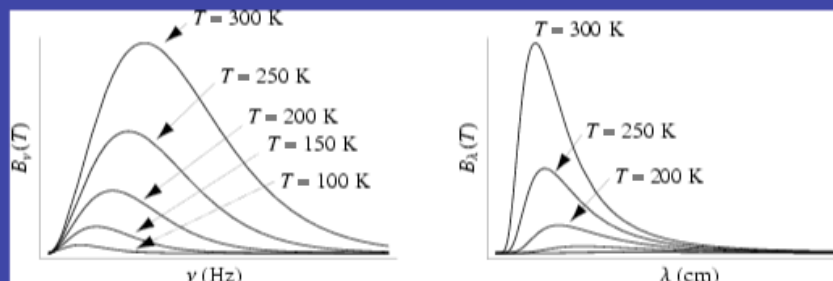 T = 300 K
T = 250 K
T = 200 K
T = 150 K
T = 100 K
Bν(T)
ν (Hz)
T = 300 K
T = 250 K
T = 200 K
Bλ(T)
λ (cm)